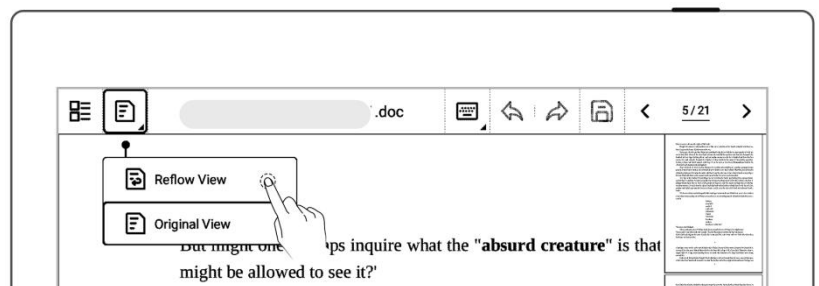 .doc
5/21
Reflow View
Original View
But might one aps inquire what the "absurd creature" is that
might be allowed to see it?'